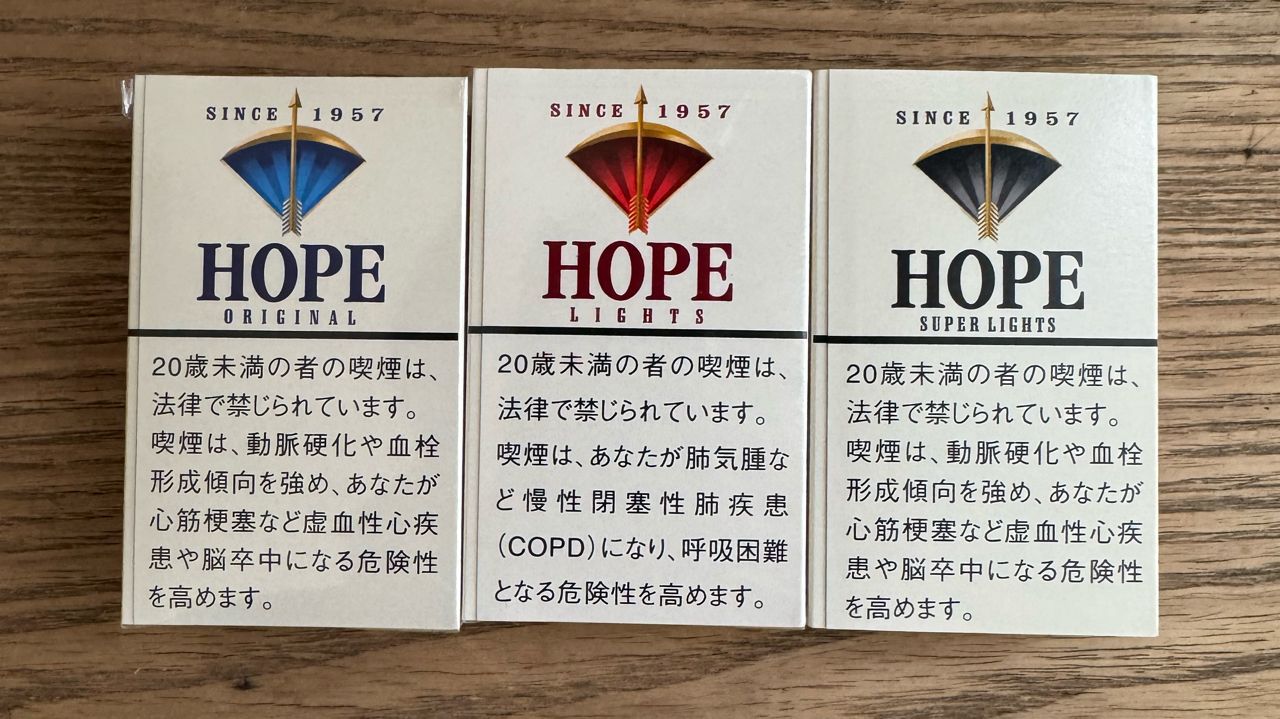 SINCE 1957
HOPE
ORIGINAL
20歳未満の者の喫煙は、
法律で禁じられています。
喫煙は、動脈硬化や血栓
形成傾向を強め、あなたが
心筋梗塞など虚血性心疾
患や脳卒中になる危険性
を高めます。
SINCE 1957
HOPE
LIGHTS
20歳未満の者の喫煙は、
法律で禁じられています。
喫煙は、あなたが肺気腫な
ど慢性閉塞性肺疾患
(COPD)になり、呼吸困難
となる危険性を高めます。
SINCE 1957
HOPE
SUPER LIGHTS
20歳未満の者の喫煙は、
法律で禁じられています。
喫煙は、動脈硬化や血栓
形成傾向を強め、あなたが
心筋梗塞など虚血性心疾
患や脳卒中になる危険性
を高めます。